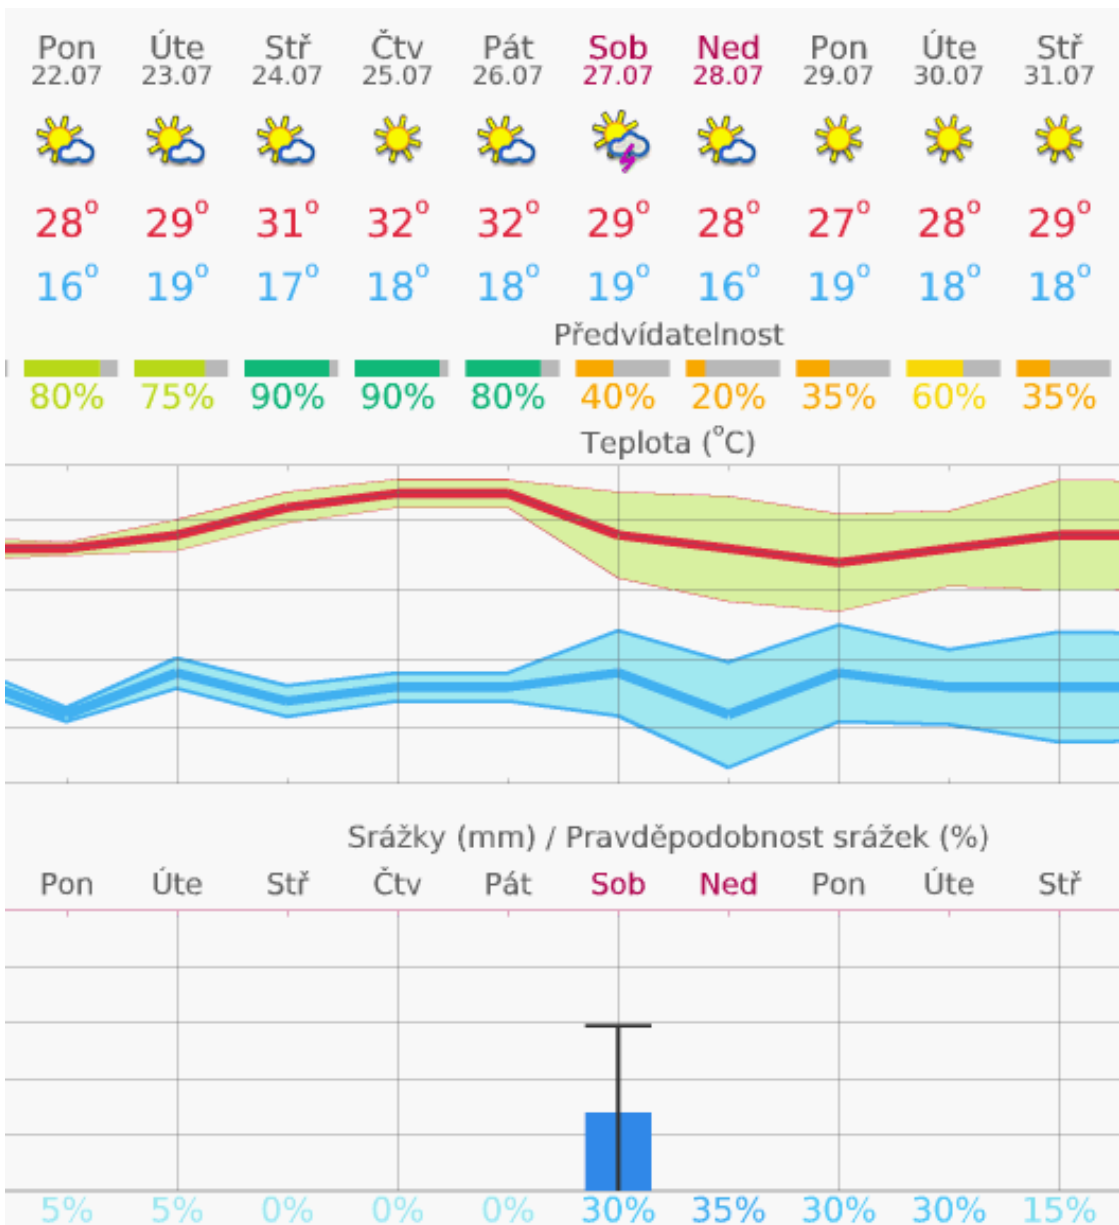 Pon Úte Stř Čtv Pát Sob Ned Pon Úte Stř
22.07 23.07 24.07 25.07 26.07 27.07 28.07 29.07 30.07 31.07
28° 29° 31° 32° 32° 29° 28° 27° 28° 29°
16° 19° 17° 18° 18° 19° 16° 19° 18° 18°
Předvídatelnost
80% 75% 90% 90% 80% 40% 20% 35% 60% 35%
Teplota (°C)
Srážky (mm) / Pravděpodobnost srážek (%)
Pon Úte Stř Čtv Pát Sob Ned Pon Úte Stř
5% 5% 0% 0% 0% 30% 35% 30% 30% 15%